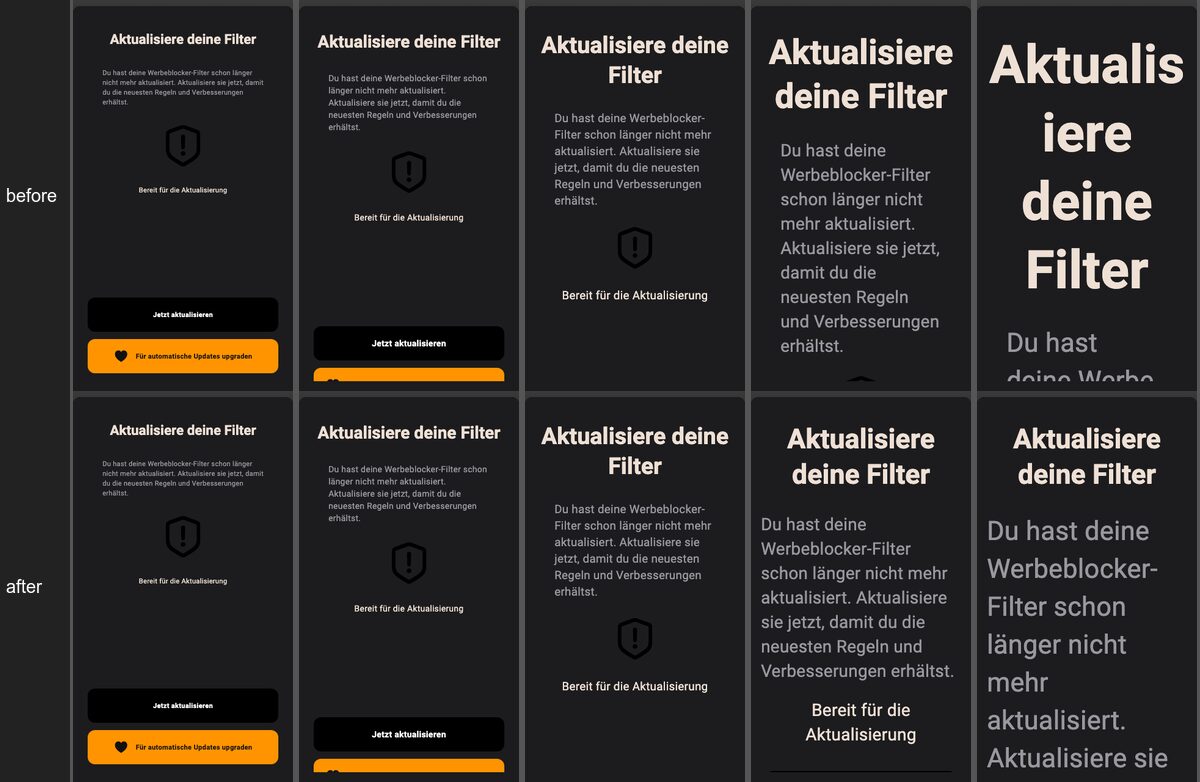 before
Aktualisiere deine Filter
Du hast deine Werbeblocker-Filter schon länger
nicht mehr aktualisiert. Aktualisiere sie jetzt, damit
du die neuesten Regeln und Verbesserungen
erhältst.
Bereit für die Aktualisierung
Jetzt aktualisieren
Für automatische Updates upgraden
Aktualisiere deine Filter
Du hast deine Werbeblocker-Filter schon
länger nicht mehr aktualisiert.
Aktualisiere sie jetzt, damit du die
neuesten Regeln und Verbesserungen
erhältst.
Bereit für die Aktualisierung
Jetzt aktualisieren
Aktualisiere deine
Filter
Du hast deine Werbeblocker-
Filter schon länger nicht mehr
aktualisiert. Aktualisiere sie
jetzt, damit du die neuesten
Regeln und Verbesserungen
erhältst.
Bereit für die Aktualisierung
Aktualisiere
deine Filter
Du hast deine
Werbeblocker-Filter
schon länger nicht
mehr aktualisiert.
Aktualisiere sie jetzt,
damit du die
neuesten Regeln
und Verbesserungen
erhältst.
Aktualis
iere
deine
Filter
Du hast
deine Werbe
after
Aktualisiere deine Filter
Du hast deine Werbeblocker-Filter schon länger
nicht mehr aktualisiert. Aktualisiere sie jetzt, damit
du die neuesten Regeln und Verbesserungen
erhältst.
Bereit für die Aktualisierung
Jetzt aktualisieren
Für automatische Updates upgraden
Aktualisiere deine Filter
Du hast deine Werbeblocker-Filter schon
länger nicht mehr aktualisiert.
Aktualisiere sie jetzt, damit du die
neuesten Regeln und Verbesserungen
erhältst.
Bereit für die Aktualisierung
Jetzt aktualisieren
Aktualisiere deine
Filter
Du hast deine Werbeblocker-
Filter schon länger nicht mehr
aktualisiert. Aktualisiere sie
jetzt, damit du die neuesten
Regeln und Verbesserungen
erhältst.
Bereit für die Aktualisierung
Aktualisiere
deine Filter
Du hast deine
Werbeblocker-Filter
schon länger nicht mehr
aktualisiert. Aktualisiere
sie jetzt, damit du die
neuesten Regeln und
Verbesserungen erhältst.
Bereit für die
Aktualisierung
Aktualisiere
deine Filter
Du hast deine
Werbeblocker-
Filter schon
länger nicht
mehr
aktualisiert.
Aktualisiere sie